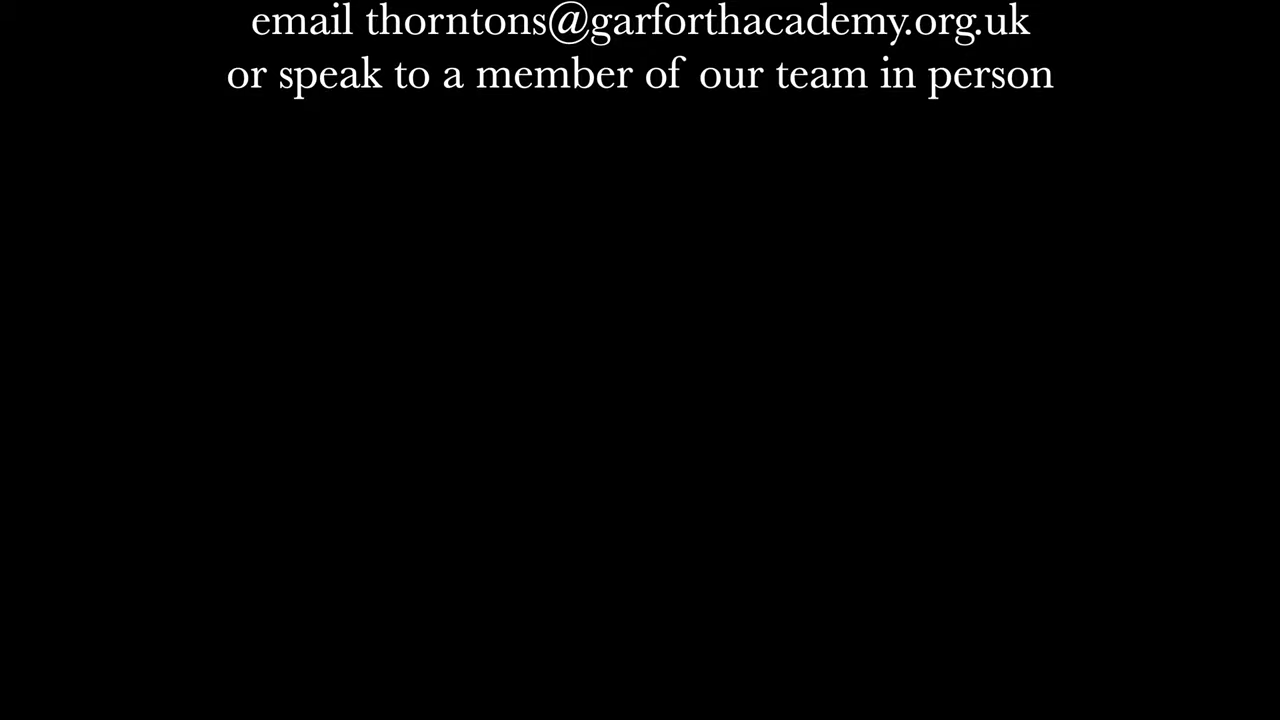 email thorntons@garforthacademy.org.uk
or speak to a member of our team in person